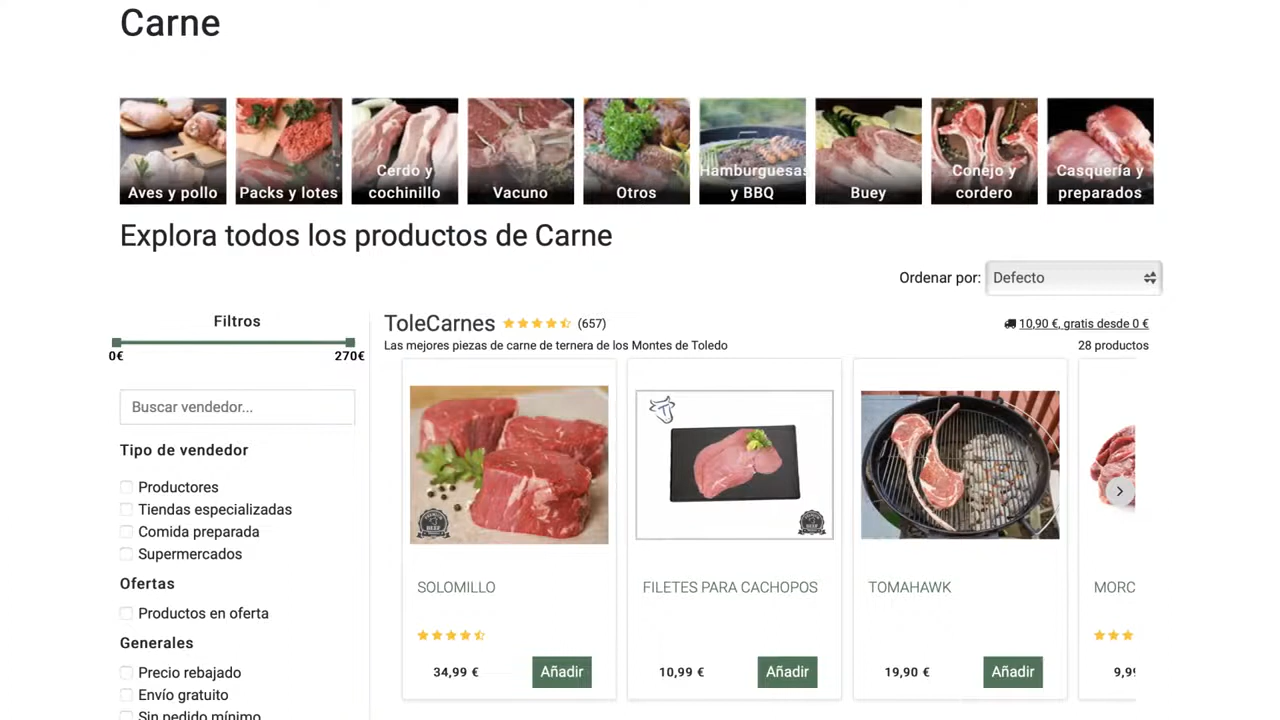 Carne
Aves y pollo
Packs y lotes
Cerdo y
cochinillo
Vacuno
Otros
Hamburguesas
y BBQ
Buey
Conejo y
cordero
Casquería y
preparados
Explora todos los productos de Carne
Ordenar por: Defecto
Filtros
0€ 270€
Buscar vendedor...
Tipo de vendedor
Productores
Tiendas especializadas
Comida preparada
Supermercados
Ofertas
Productos en oferta
Generales
Precio rebajado
Envío gratuito
Sin pedido mínimo
ToleCarnes (657)
10,90 €, gratis desde 0 €
Las mejores piezas de carne de ternera de los Montes de Toledo
28 productos
SOLOMILLO
34,99 € Añadir
FILETES PARA CACHOPOS
10,99 € Añadir
TOMAHAWK
19,90 € Añadir
MORC
9,99